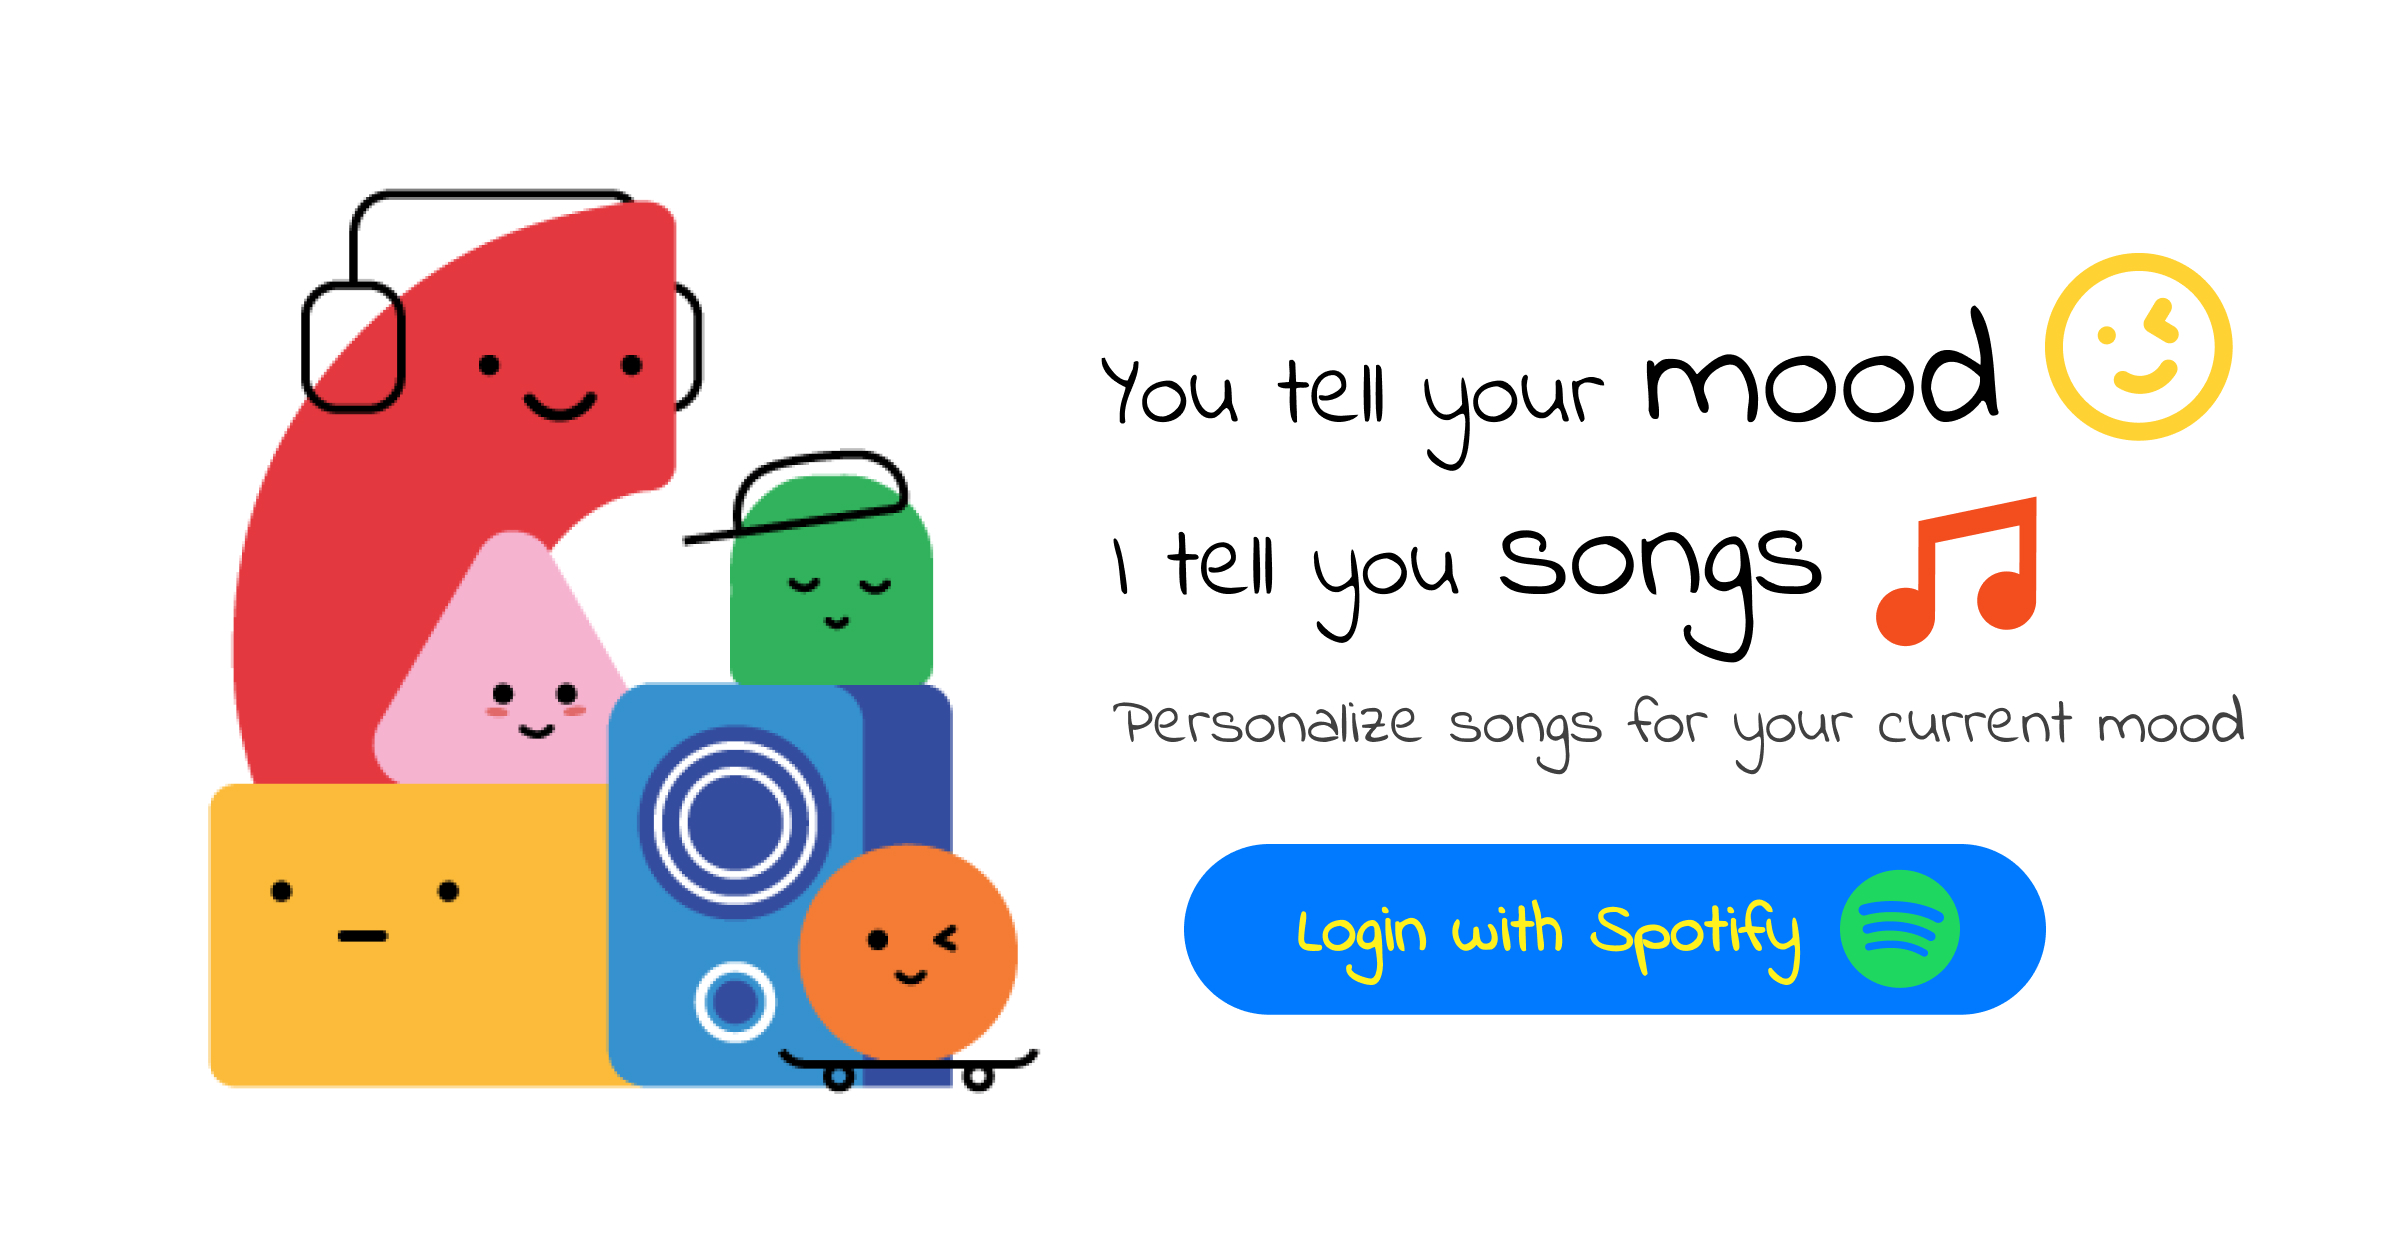 You tell your mood
I tell you songs
Personalize songs for your current mood
Login with Spotify